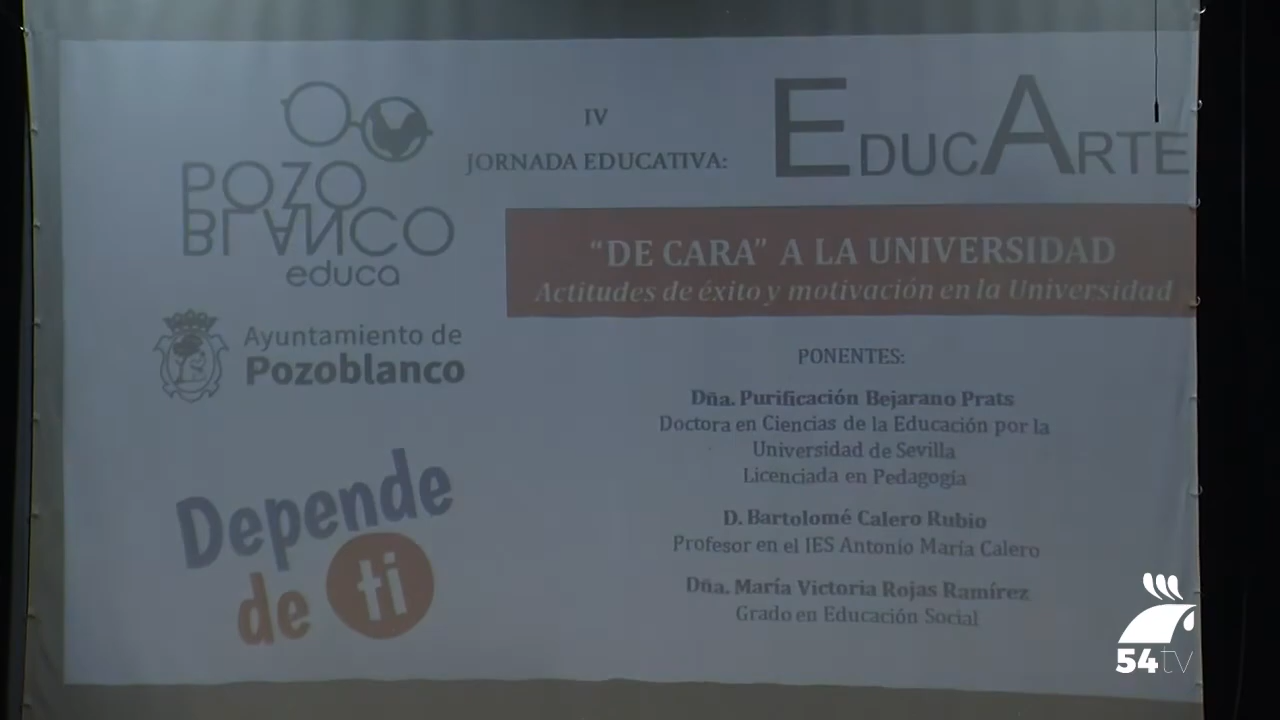 POZO
BLANCO
educa
Ayuntamiento de
Pozoblanco
Depende
de ti
IV
JORNADA EDUCATIVA:
EDUCARTE
“DE CARA” A LA UNIVERSIDAD
Actitudes de éxito y motivación en la Universidad
PONENTES:
Dña. Purificación Bejarano Prats
Doctora en Ciencias de la Educación por la
Universidad de Sevilla
Licenciada en Pedagogía
D. Bartolomé Calero Rubio
Profesor en el IES Antonio María Calero
Dña. María Victoria Rojas Ramírez
Grado en Educación Social
54tv